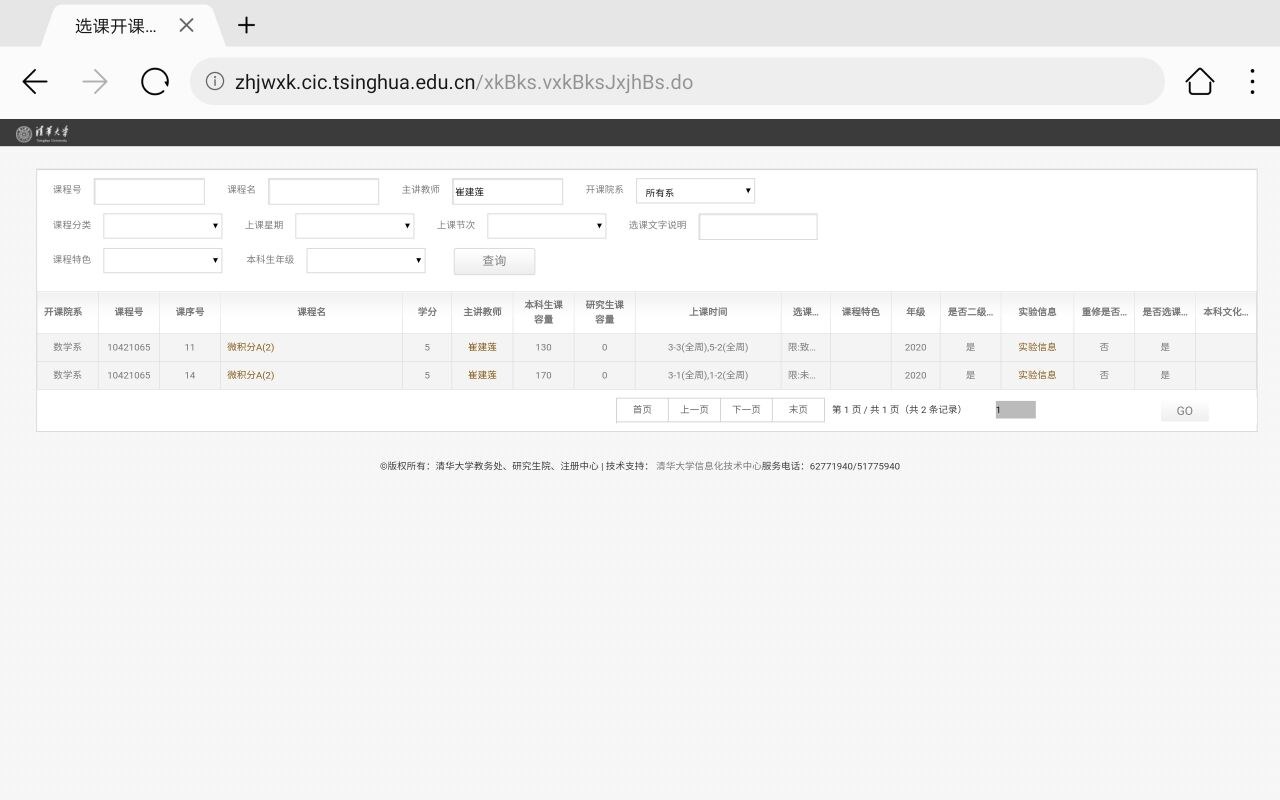 选课开课...
zhjwxk.cic.tsinghua.edu.cn/xkBks.vxkBksJxjhBs.do
清华大学
Tsinghua University
课程号 课程名 主讲教师 崔建莲 开课院系 所有系
课程分类 上课星期 上课节次 选课文字说明
课程特色 本科生年级 查询
开课院系 课程号 课序号 课程名 学分 主讲教师 本科生课容量 研究生课容量 上课时间 选课... 课程特色 年级 是否二级... 实验信息 重修是否... 是否选课... 本科文化...
数学系 10421065 11 微积分A(2) 5 崔建莲 130 0 3-3(全周),5-2(全周) 限:致... 2020 是 实验信息 否 是
数学系 10421065 14 微积分A(2) 5 崔建莲 170 0 3-1(全周),1-2(全周) 限:未... 2020 是 实验信息 否 是
首页 上一页 下一页 末页 第 1 页 / 共 1 页（共 2 条记录） 1 GO
©版权所有：清华大学教务处、研究生院、注册中心 | 技术支持： 清华大学信息化技术中心服务电话：62771940/51775940